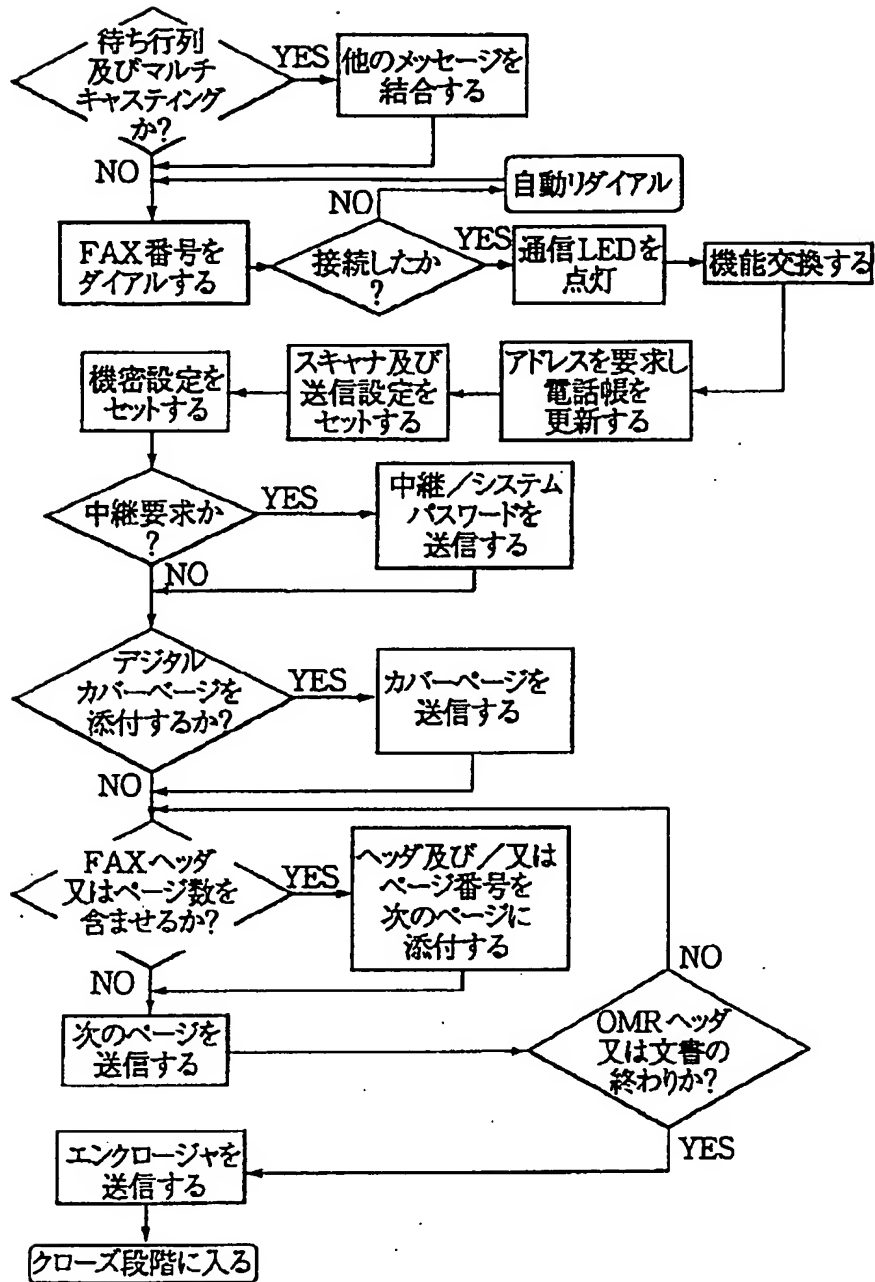 待ち行列
及びマルチ
キャスティング
か?
YES
他のメッセージを
結合する
NO
自動リダイアル
NO
FAX番号を
ダイアルする
接続したか
?
YES
通信LEDを
点灯
機能交換する
アドレスを要求し
電話帳を
更新する
スキャナ及び
送信設定を
セットする
機密設定を
セットする
中継要求か
?
YES
中継/システム
パスワードを
送信する
NO
デジタル
カバーページを
添付するか?
YES
カバーページを
送信する
NO
FAXヘッダ
又はページ数を
含ませるか?
YES
ヘッダ及び/又は
ページ番号を
次のページに
添付する
NO
次のページを
送信する
NO
OMRヘッダ
又は文書の
終わりか?
YES
エンクロージャを
送信する
クローズ段階に入る